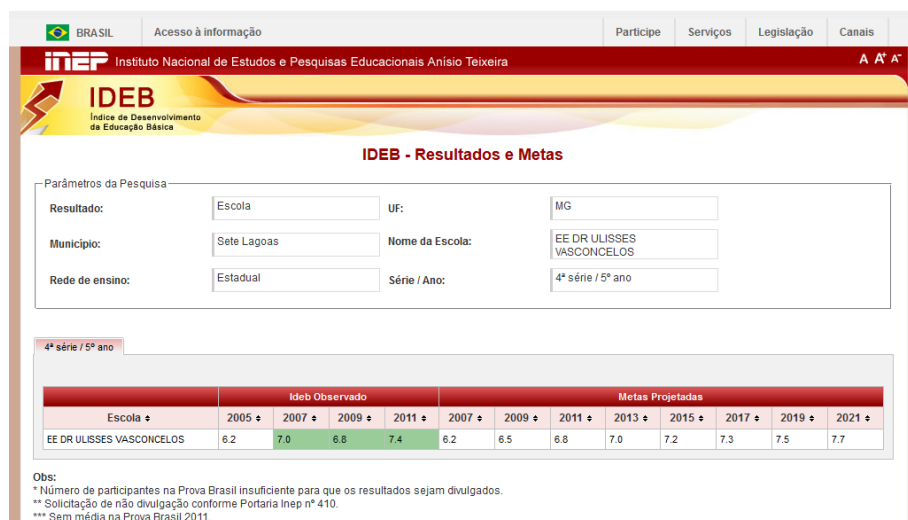 BRASIL Acesso à informação Participe Serviços Legislação Canais
inep Instituto Nacional de Estudos e Pesquisas Educacionais Anísio Teixeira A A+ A-
IDEB
Índice de Desenvolvimento
da Educação Básica
IDEB - Resultados e Metas
Parâmetros da Pesquisa
Resultado: Escola UF: MG
Município: Sete Lagoas Nome da Escola: EE DR ULISSES
VASCONCELOS
Rede de ensino: Estadual Série / Ano: 4ª série / 5º ano
4ª série / 5º ano
Ideb Observado Metas Projetadas
Escola 2005 2007 2009 2011 2007 2009 2011 2013 2015 2017 2019 2021
EE DR ULISSES VASCONCELOS 6.2 7.0 6.8 7.4 6.2 6.5 6.8 7.0 7.2 7.3 7.5 7.7
Obs:
* Número de participantes na Prova Brasil insuficiente para que os resultados sejam divulgados.
** Solicitação de não divulgação conforme Portaria Inep nº 410.
*** Sem média na Prova Brasil 2011.